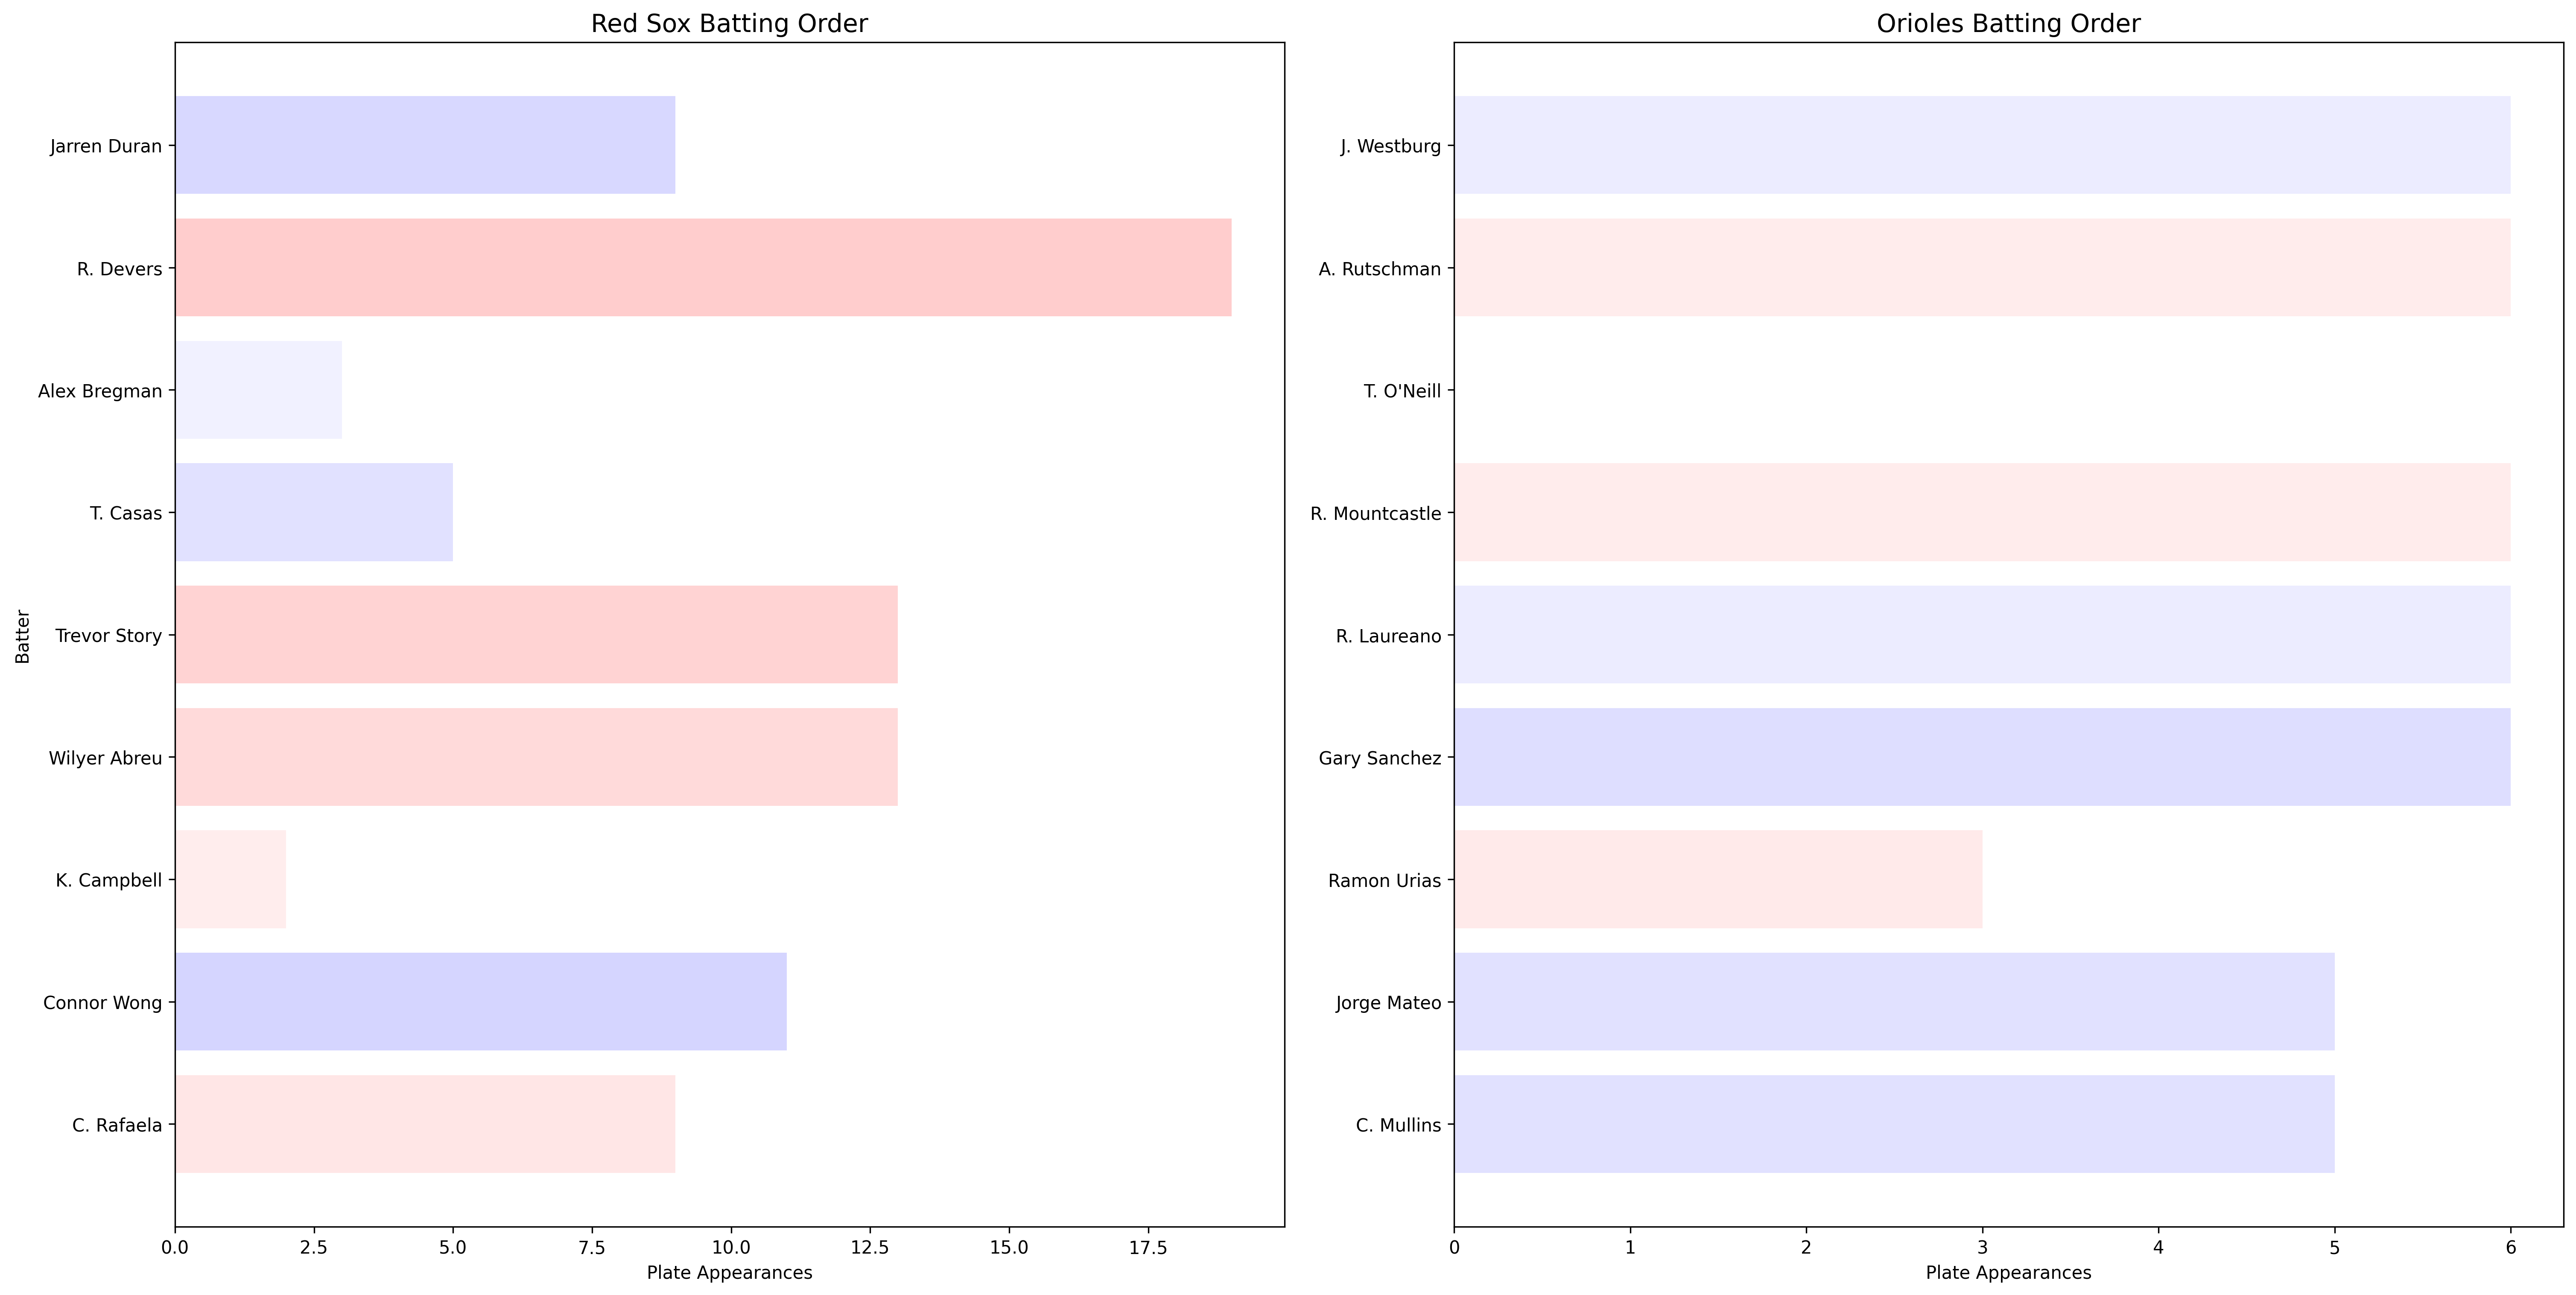 Red Sox Batting Order
Batter
Jarren Duran
R. Devers
Alex Bregman
T. Casas
Trevor Story
Wilyer Abreu
K. Campbell
Connor Wong
C. Rafaela
0.0 2.5 5.0 7.5 10.0 12.5 15.0 17.5
Plate Appearances
Orioles Batting Order
J. Westburg
A. Rutschman
T. O'Neill
R. Mountcastle
R. Laureano
Gary Sanchez
Ramon Urias
Jorge Mateo
C. Mullins
0 1 2 3 4 5 6
Plate Appearances